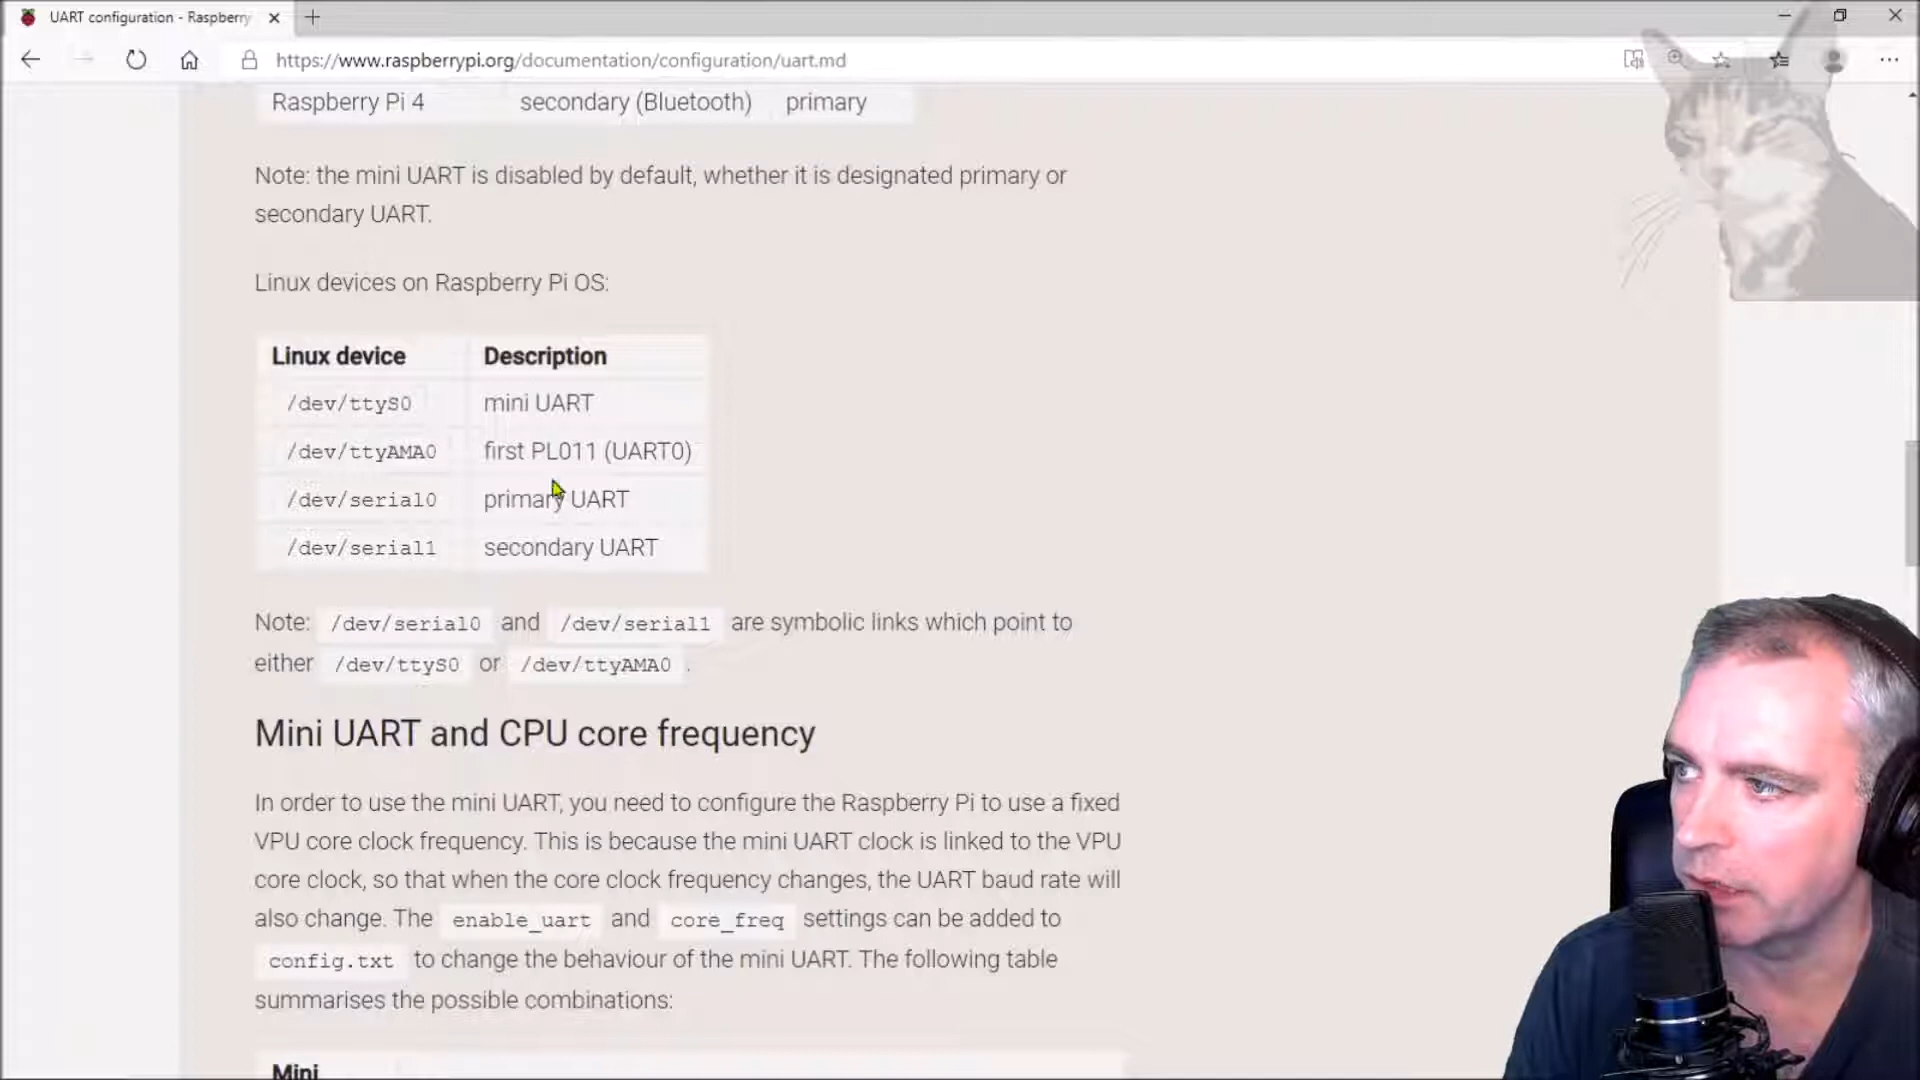 UART configuration - Raspberry
https://www.raspberrypi.org/documentation/configuration/uart.md
Raspberry Pi 4 secondary (Bluetooth) primary
Note: the mini UART is disabled by default, whether it is designated primary or
secondary UART.
Linux devices on Raspberry Pi OS:
Linux device Description
/dev/ttyS0 mini UART
/dev/ttyAMA0 first PL011 (UART0)
/dev/serial0 primary UART
/dev/serial1 secondary UART
Note: /dev/serial0 and /dev/serial1 are symbolic links which point to
either /dev/ttyS0 or /dev/ttyAMA0 .
Mini UART and CPU core frequency
In order to use the mini UART, you need to configure the Raspberry Pi to use a fixed
VPU core clock frequency. This is because the mini UART clock is linked to the VPU
core clock, so that when the core clock frequency changes, the UART baud rate will
also change. The enable_uart and core_freq settings can be added to
config.txt to change the behaviour of the mini UART. The following table
summarises the possible combinations:
Mini